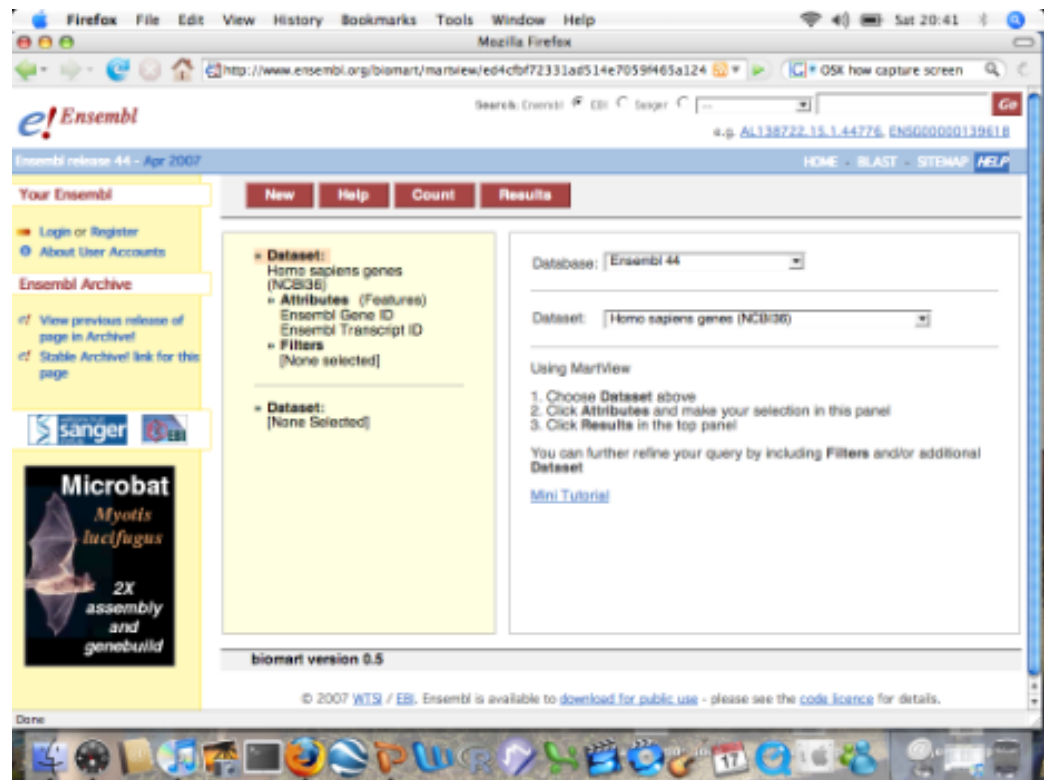 Firefox File Edit View History Bookmarks Tools Window Help Sat 20:41
Mozilla Firefox
OSX how capture screen
e! Ensembl
Search: Ensembl EBI Sanger ---
Go
e.g. AL138722.15.1.44776, ENSG00000139618
Ensembl release 44 - Apr 2007
HOME - BLAST - SITEMAP HELP
Your Ensembl
Login or Register
About User Accounts
Ensembl Archive
View previous release of
page in Archive!
Stable Archive! link for this
page
sanger
EBI
Microbat
Myotis
lucifugus
2X
assembly
and
genebuild
New Help Count Results
Dataset:
Homo sapiens genes
(NCBI36)
Attributes (Features)
Ensembl Gene ID
Ensembl Transcript ID
Filters
[None selected]
Dataset:
[None Selected]
Database: Ensembl 44
Dataset: Homo sapiens genes (NCBI36)
Using MartView
1. Choose Dataset above
2. Click Attributes and make your selection in this panel
3. Click Results in the top panel
You can further refine your query by including Filters and/or additional
Dataset
Mini Tutorial
biomart version 0.5
© 2007 WTSI / EBI. Ensembl is available to download for public use - please see the code licence for details.
Done
17